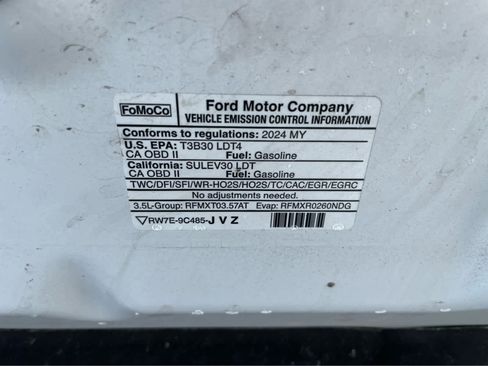 FoMoCo
Ford Motor Company
VEHICLE EMISSION CONTROL INFORMATION
Conforms to regulations: 2024 MY
U.S. EPA: T3B30 LDT4
CA OBD II Fuel: Gasoline
California: SULEV30 LDT
CA OBD II Fuel: Gasoline
TWC/DFI/SFI/WR-HO2S/HO2S/TC/CAC/EGR/EGRC
No adjustments needed.
3.5L-Group: RFMXT03.57AT Evap: RFMXR0260NDG
RW7E-9C485-J V Z